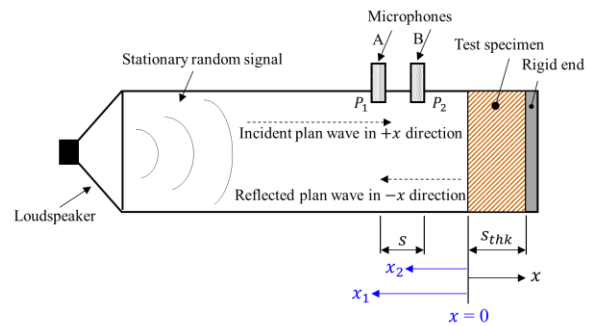 Microphones
A
B
Test specimen
Rigid end
Stationary random signal
P₁
P₂
Incident plan wave in +x direction
Reflected plan wave in −x direction
Loudspeaker
s
s_thk
x₂
x
x₁
x = 0